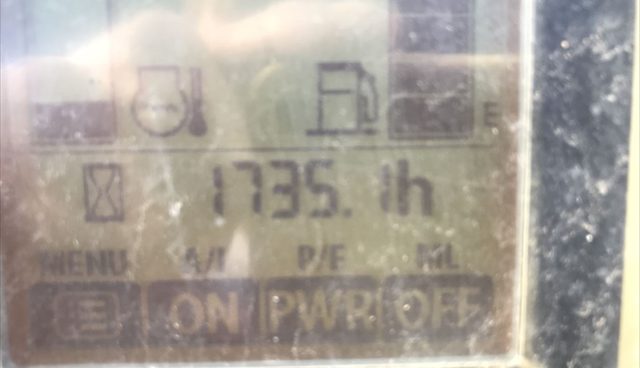 E
1735.1h
MENU A/I P/E ML
ON PWR OFF